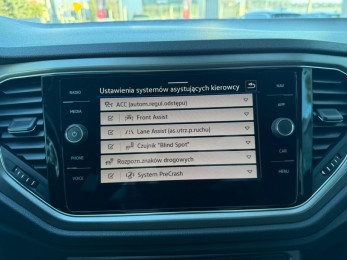 Ustawienia systemów asystujących kierowcy
RADIO
NAV
ACC (autom.regul.odstępu)
MEDIA
APP
Front Assist
Lane Assist (as.utrz.p.ruchu)
Czujnik "Blind Spot"
PHONE
CAR
Rozpozn.znaków drogowych
VOICE
MENU
System PreCrash